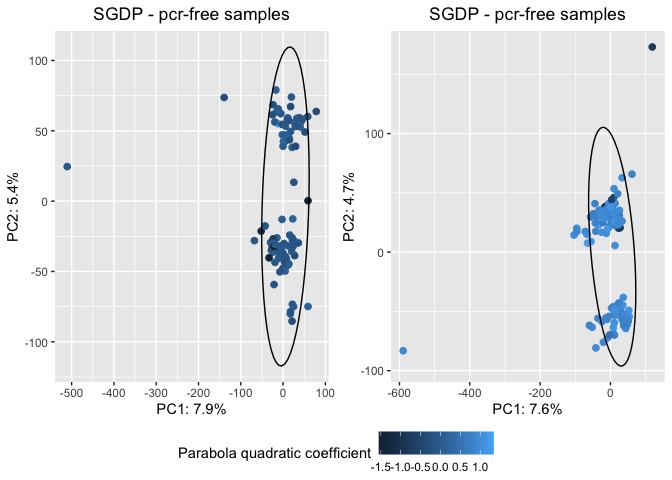 SGDP - pcr-free samples
PC2: 5.4%
100
50
0
-50
-100
-500 -400 -300 -200 -100 0 100
PC1: 7.9%
SGDP - pcr-free samples
PC2: 4.7%
100
0
-100
-600 -400 -200 0
PC1: 7.6%
Parabola quadratic coefficient
-1.5 -1.0 -0.5 0.0 0.5 1.0